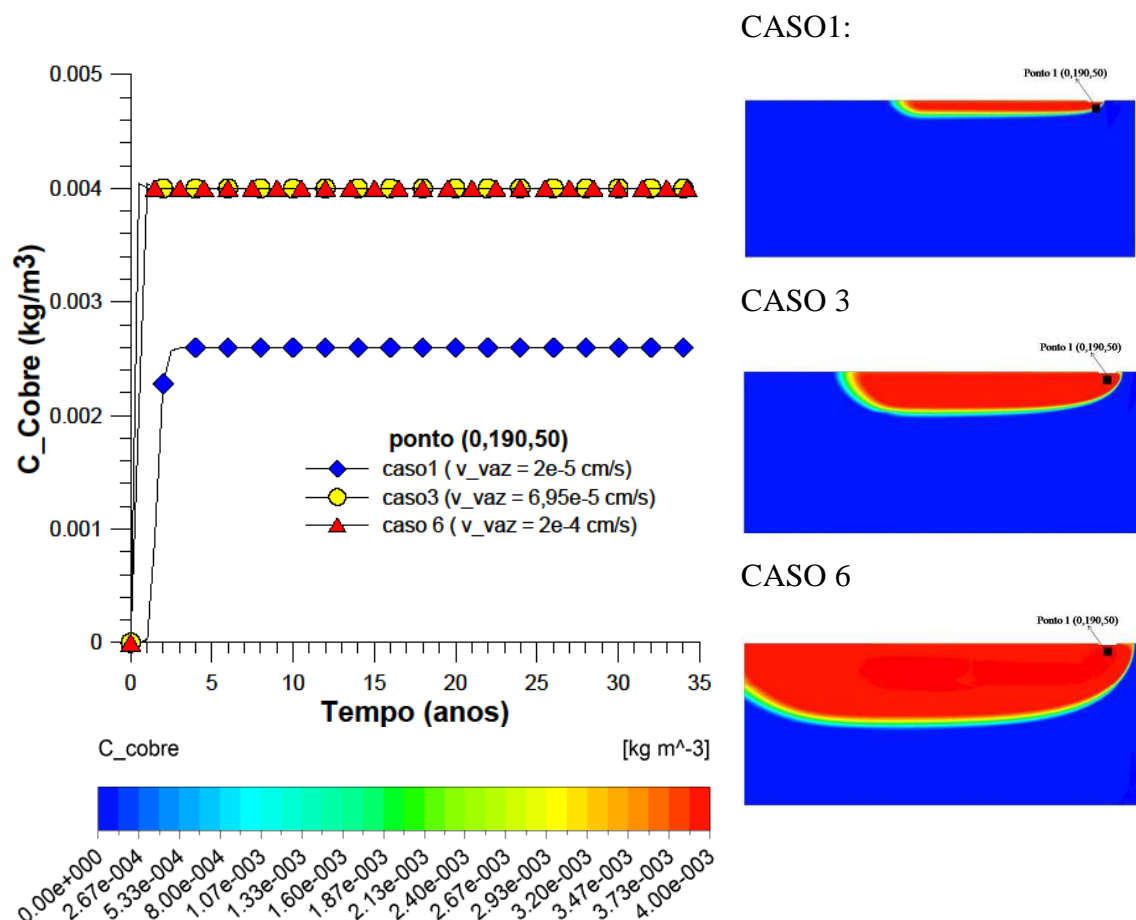 CASO1:
Ponto 1 (0,190,50)
CASO 3
Ponto 1 (0,190,50)
CASO 6
Ponto 1 (0,190,50)
C_Cobre (kg/m3)
0.005
0.004
0.003
0.002
0.001
0
0 5 10 15 20 25 30 35
Tempo (anos)
ponto (0,190,50)
caso1 ( v_vaz = 2e-5 cm/s)
caso3 (v_vaz = 6,95e-5 cm/s)
caso 6 ( v_vaz = 2e-4 cm/s)
C_cobre [kg m^-3]
0.00e+000
2.67e-004
5.33e-004
8.00e-004
1.07e-003
1.33e-003
1.60e-003
1.87e-003
2.13e-003
2.40e-003
2.67e-003
2.93e-003
3.20e-003
3.47e-003
3.73e-003
4.00e-003